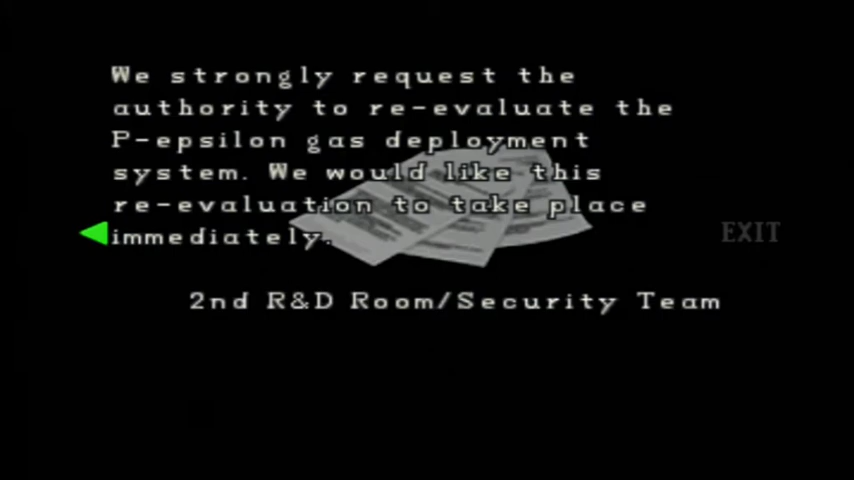 We strongly request the
authority to re-evaluate the
P-epsilon gas deployment
system. We would like this
re-evaluation to take place
immediately.
EXIT
2nd R&D Room/Security Team